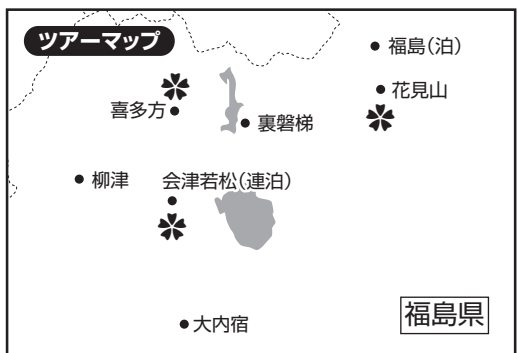 ツアーマップ
福島(泊)
花見山
喜多方
裏磐梯
柳津
会津若松(連泊)
大内宿
福島県